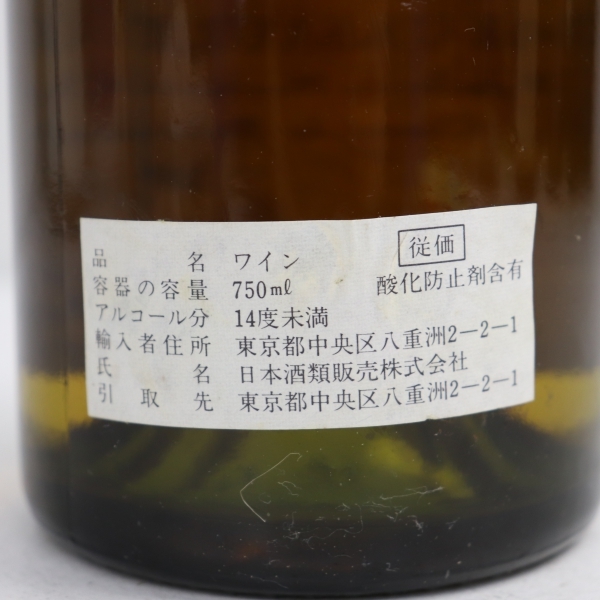 品名 ワイン 従価
容器の容量 750ml 酸化防止剤含有
アルコール分 14度未満
輸入者住所 東京都中央区八重洲2-2-1
氏名 日本酒類販売株式会社
引取先 東京都中央区八重洲2-2-1